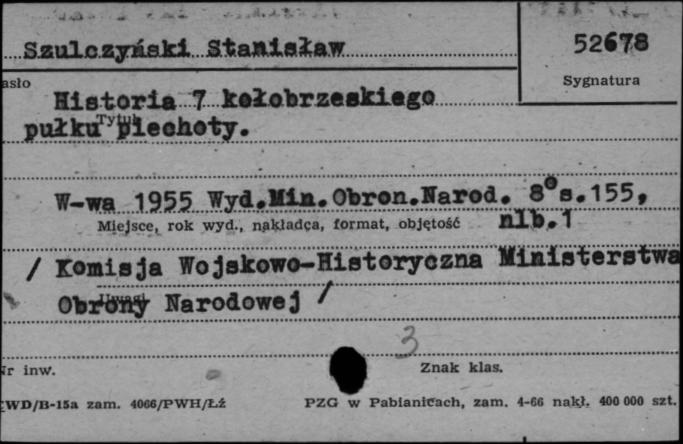 Szulczyński Stanisław
52678
asło
Sygnatura
Historia 7 kołobrzeskiego
Tytuł
pułku piechoty.
W-wa 1955 Wyd.Min.Obron.Narod. 8° s.155,
Miejsce, rok wyd., nakładca, format, objętość
nlb.1
/ Komisja Wojskowo-Historyczna Ministerstwa
Uwagi
Obrony Narodowej /
3
r inw.
Znak klas.
WD/B-15a zam. 4066/PWH/Łź
PZG w Pabianicach, zam. 4-66 nakł. 400 000 szt.